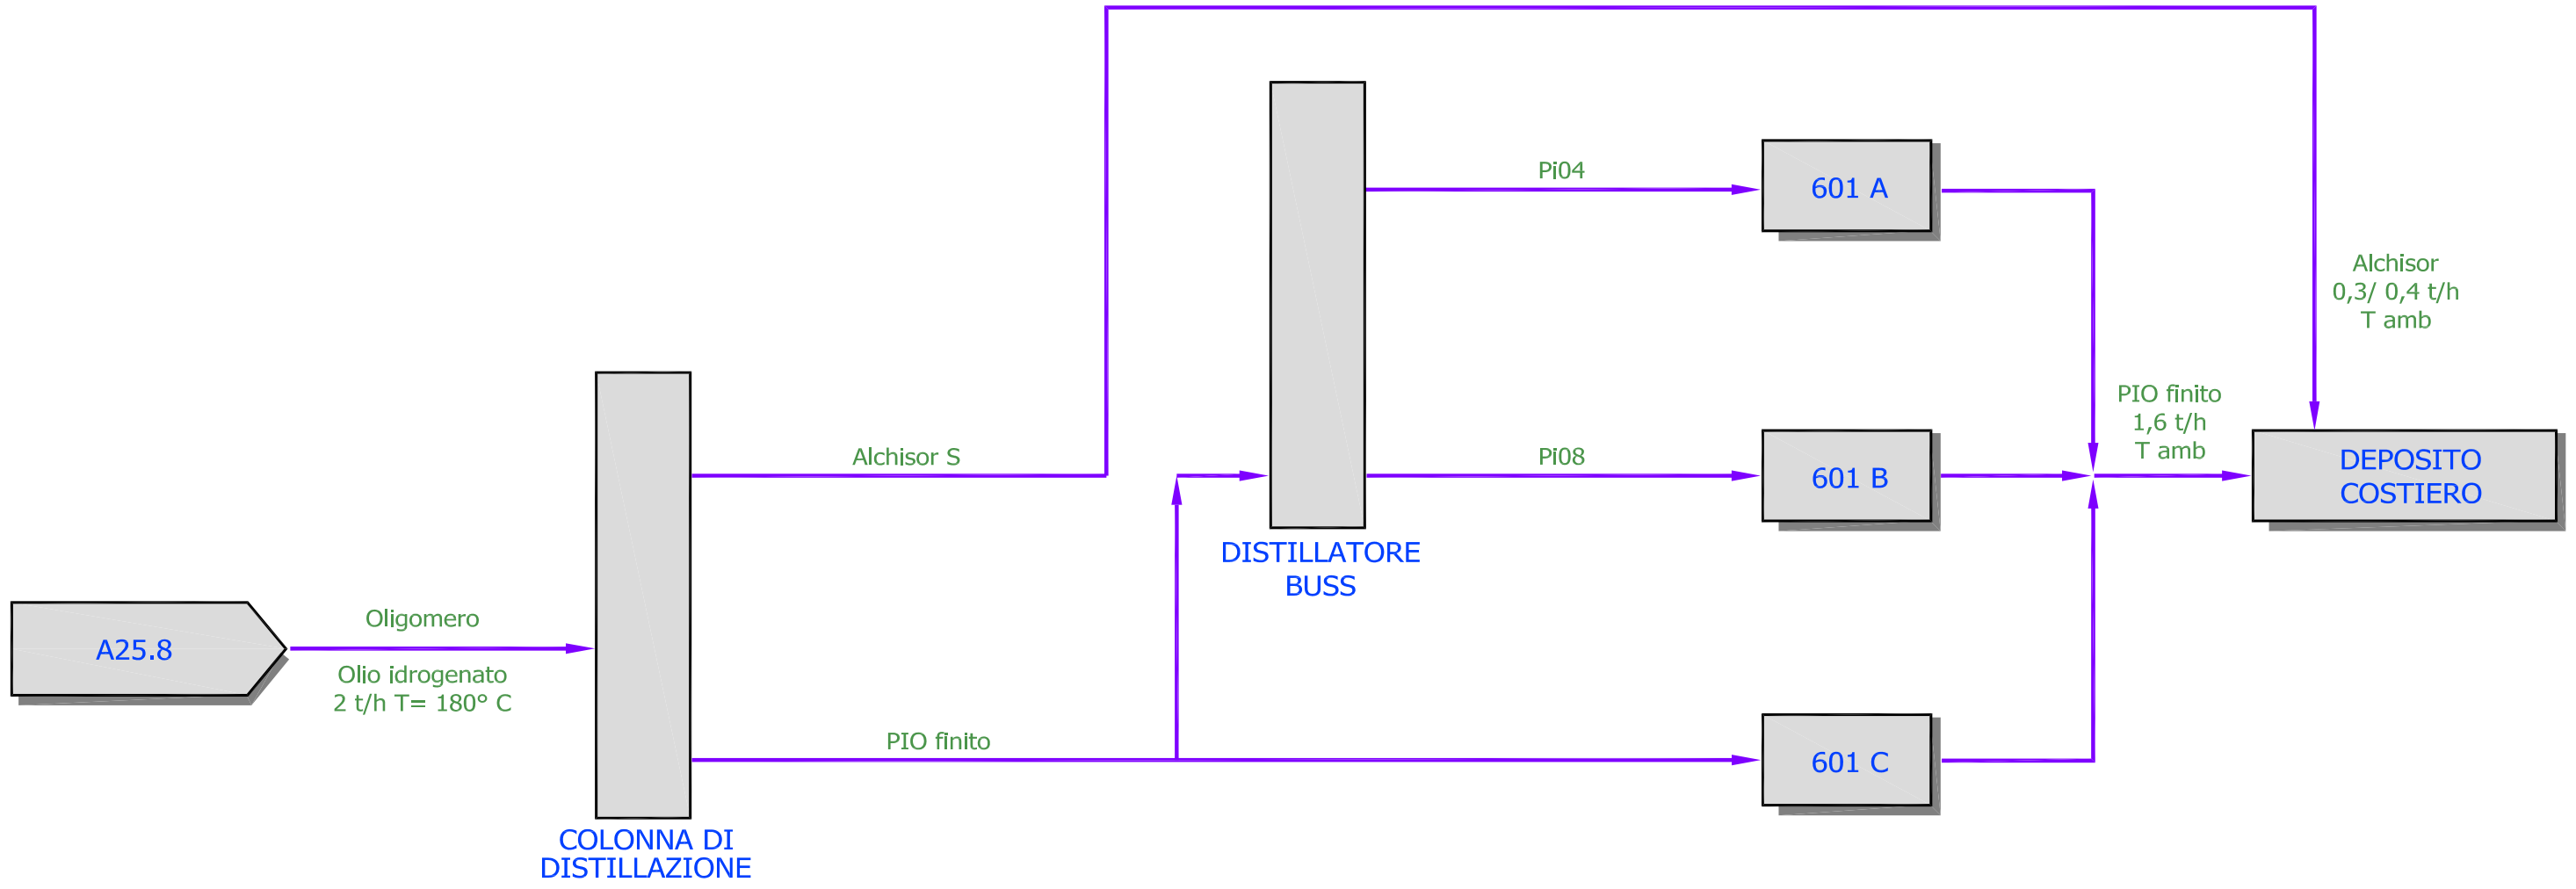 Pi04
601 A
Alchisor
0,3/ 0,4 t/h
T amb
PIO finito
1,6 t/h
T amb
Alchisor S
Pi08
601 B
DEPOSITO
COSTIERO
DISTILLATORE
BUSS
Oligomero
A25.8
Olio idrogenato
2 t/h T= 180° C
PIO finito
601 C
COLONNA DI
DISTILLAZIONE